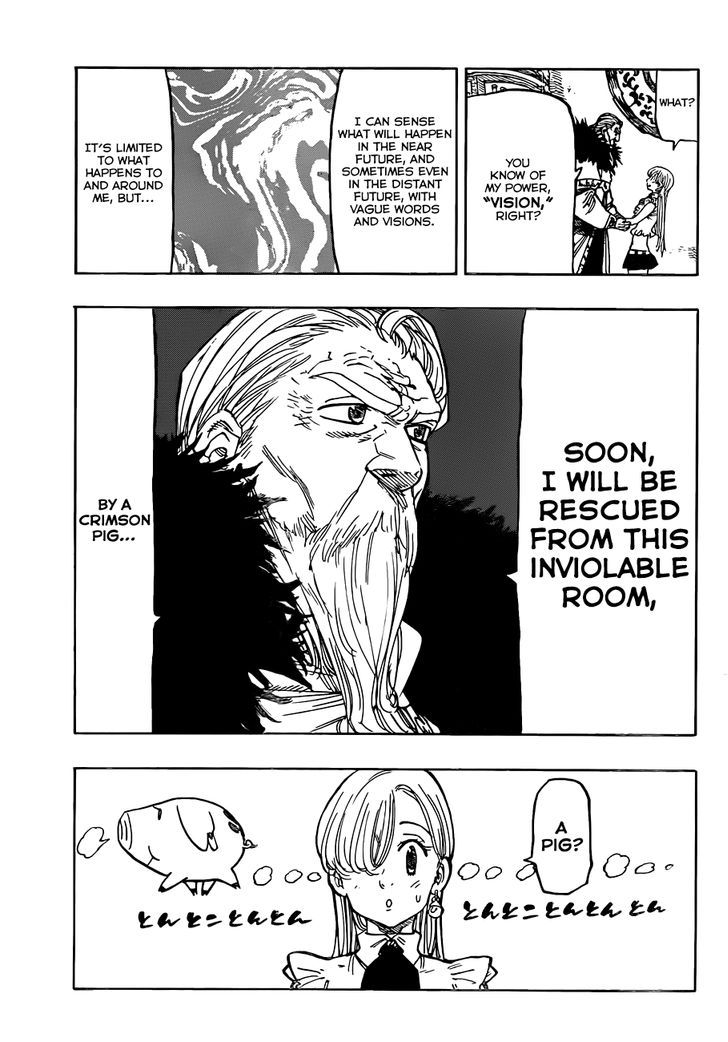 WHAT?
YOU
KNOW OF
MY POWER,
"VISION,"
RIGHT?
I CAN SENSE
WHAT WILL HAPPEN
IN THE NEAR
FUTURE, AND
SOMETIMES EVEN
IN THE DISTANT
FUTURE, WITH
VAGUE WORDS
AND VISIONS.
IT'S LIMITED
TO WHAT
HAPPENS TO
AND AROUND
ME, BUT...
SOON,
I WILL BE
RESCUED
FROM THIS
INVIOLABLE
ROOM,
BY A
CRIMSON
PIG...
A
PIG?
とんとことんとん とん
とんとことんとん